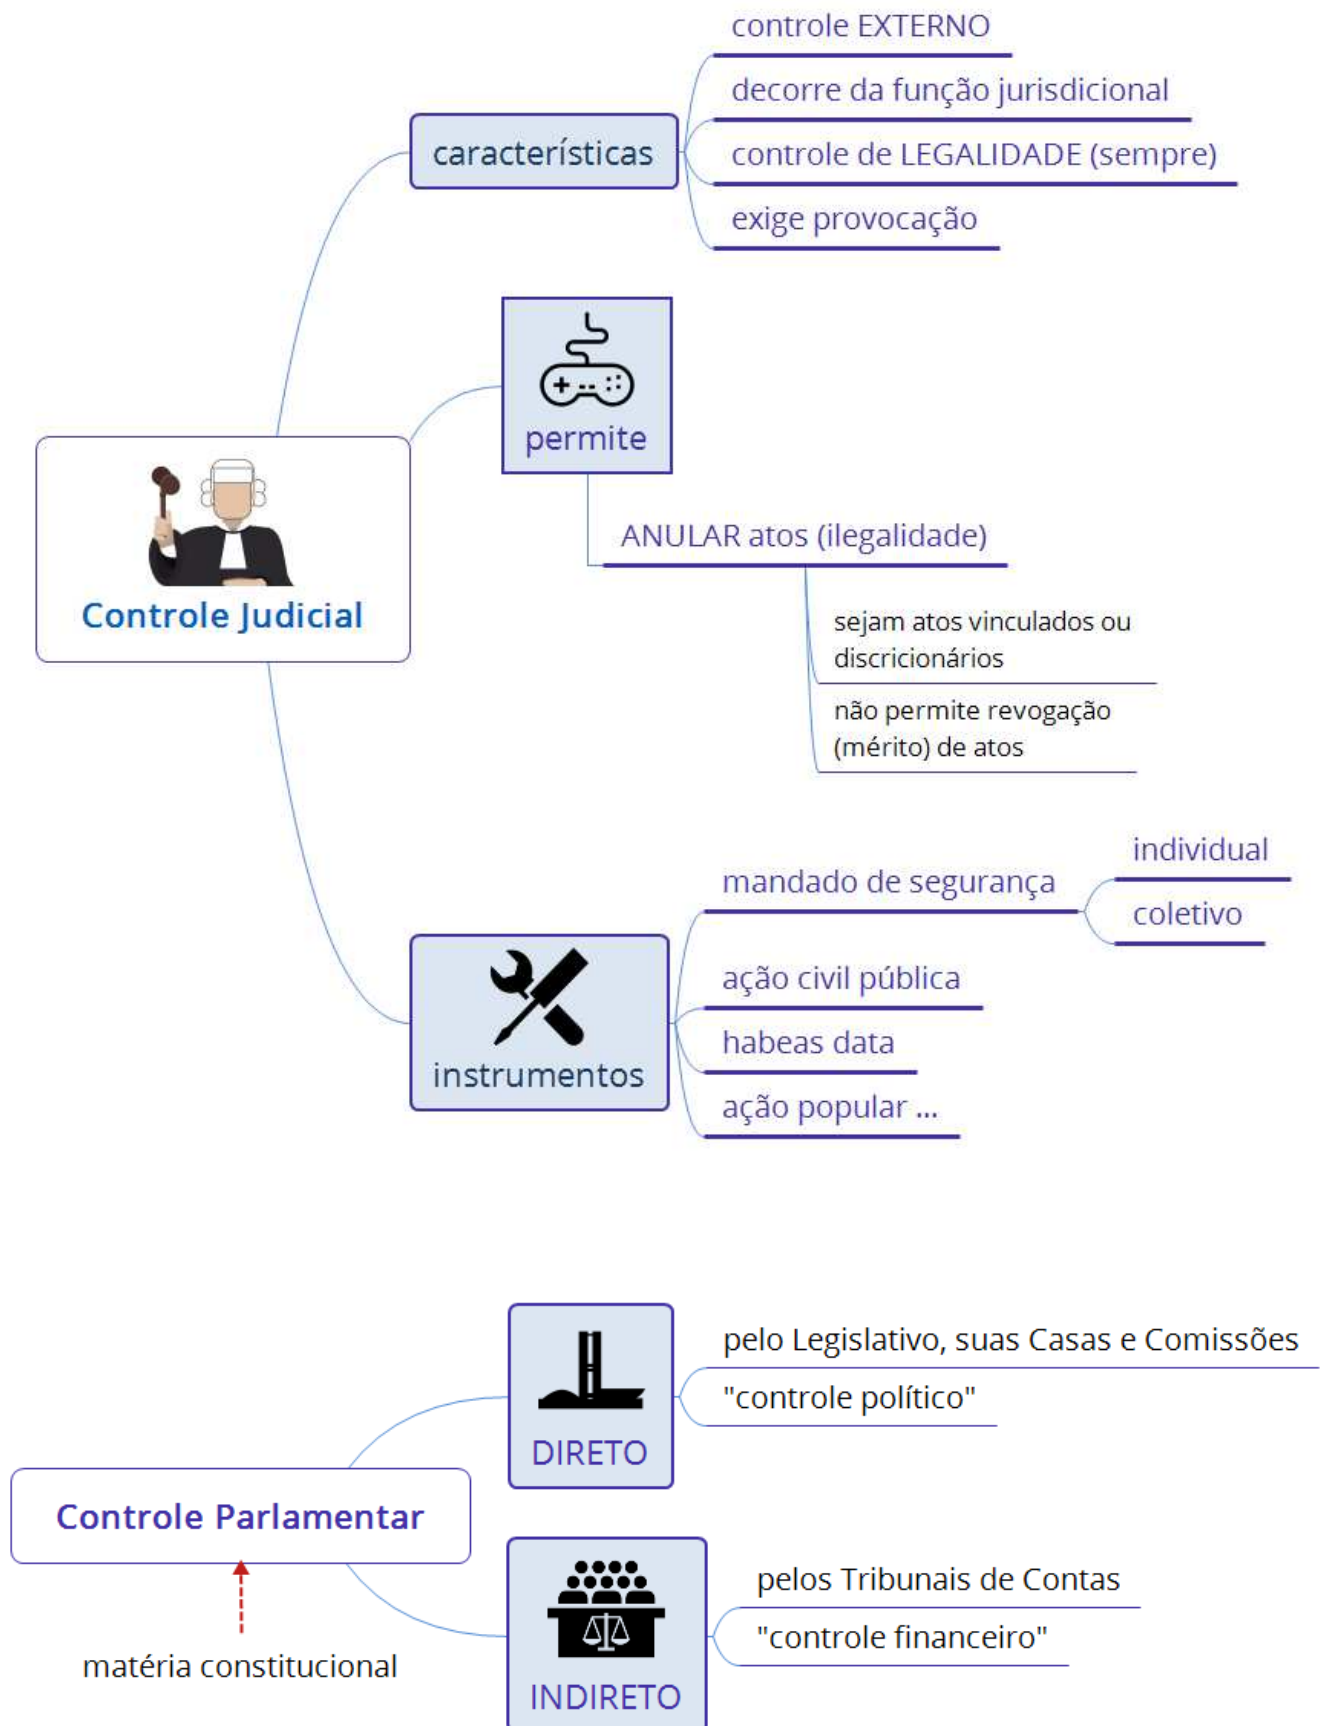 controle EXTERNO
decorre da função jurisdicional
características
controle de LEGALIDADE (sempre)
exige provocação
permite
ANULAR atos (ilegalidade)
Controle Judicial
sejam atos vinculados ou
discricionários
não permite revogação
(mérito) de atos
individual
mandado de segurança
coletivo
ação civil pública
habeas data
instrumentos
ação popular ...
pelo Legislativo, suas Casas e Comissões
"controle político"
DIRETO
Controle Parlamentar
pelos Tribunais de Contas
"controle financeiro"
matéria constitucional
INDIRETO